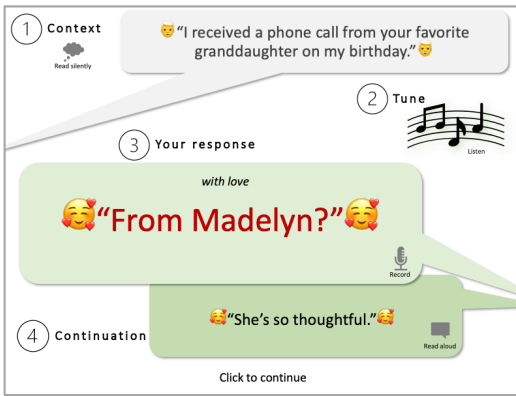 1 Context
Read silently
🤴“I received a phone call from your favorite
granddaughter on my birthday.”🤴
2 Tune
Listen
3 Your response
with love
🥰“From Madelyn?”🥰
Record
4 Continuation
🥰“She’s so thoughtful.”🥰
Read aloud
Click to continue